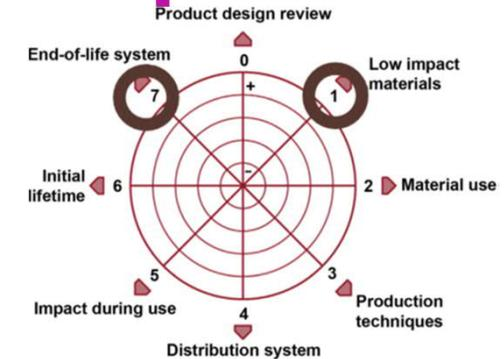 Product design review
End-of-life system
Low impact
materials
0
+
7
1
-
Initial
lifetime
6
2
Material use
5
3
Impact during use
Production
techniques
4
Distribution system